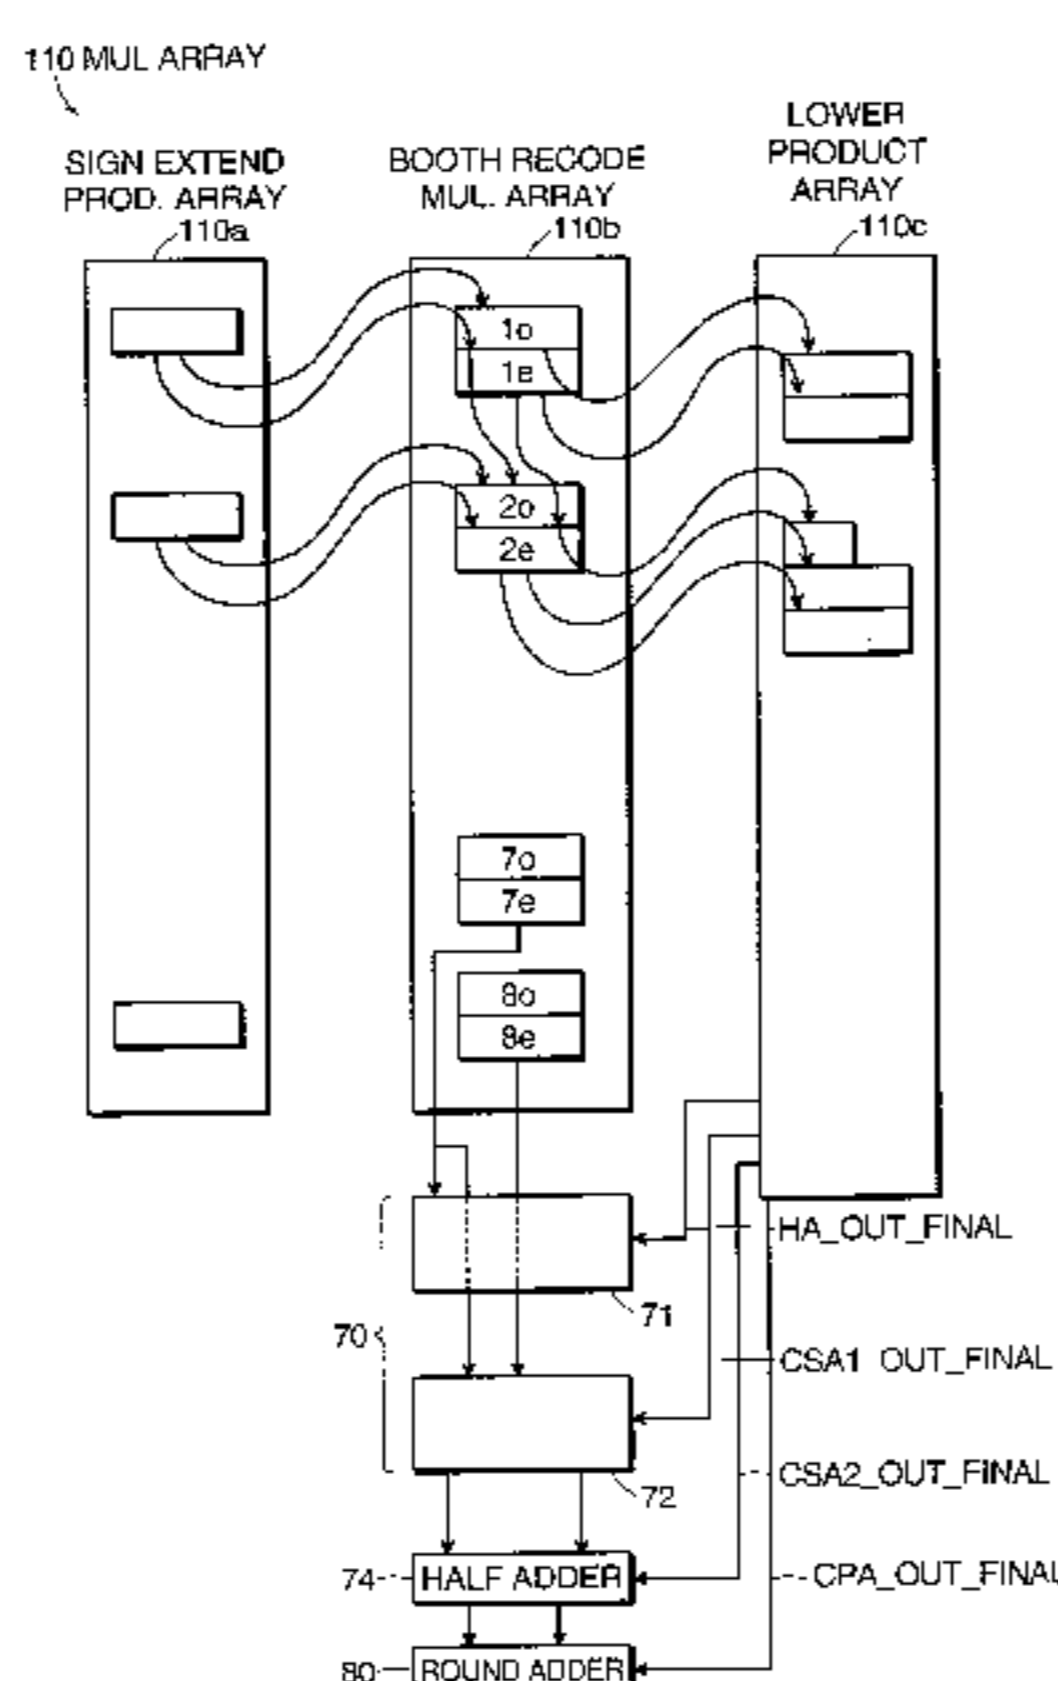 110 MUL ARRAY
SIGN EXTEND
PROD. ARRAY
110a
BOOTH RECODE
MUL. ARRAY
110b
LOWER
PRODUCT
ARRAY
110c
1o
1e
2o
2e
7o
7e
8o
8e
HA_OUT_FINAL
71
70
CSA1 OUT_FINAL
CSA2_OUT_FINAL
72
74
HALF ADDER
CPA_OUT_FINAL
80
ROUND ADDER